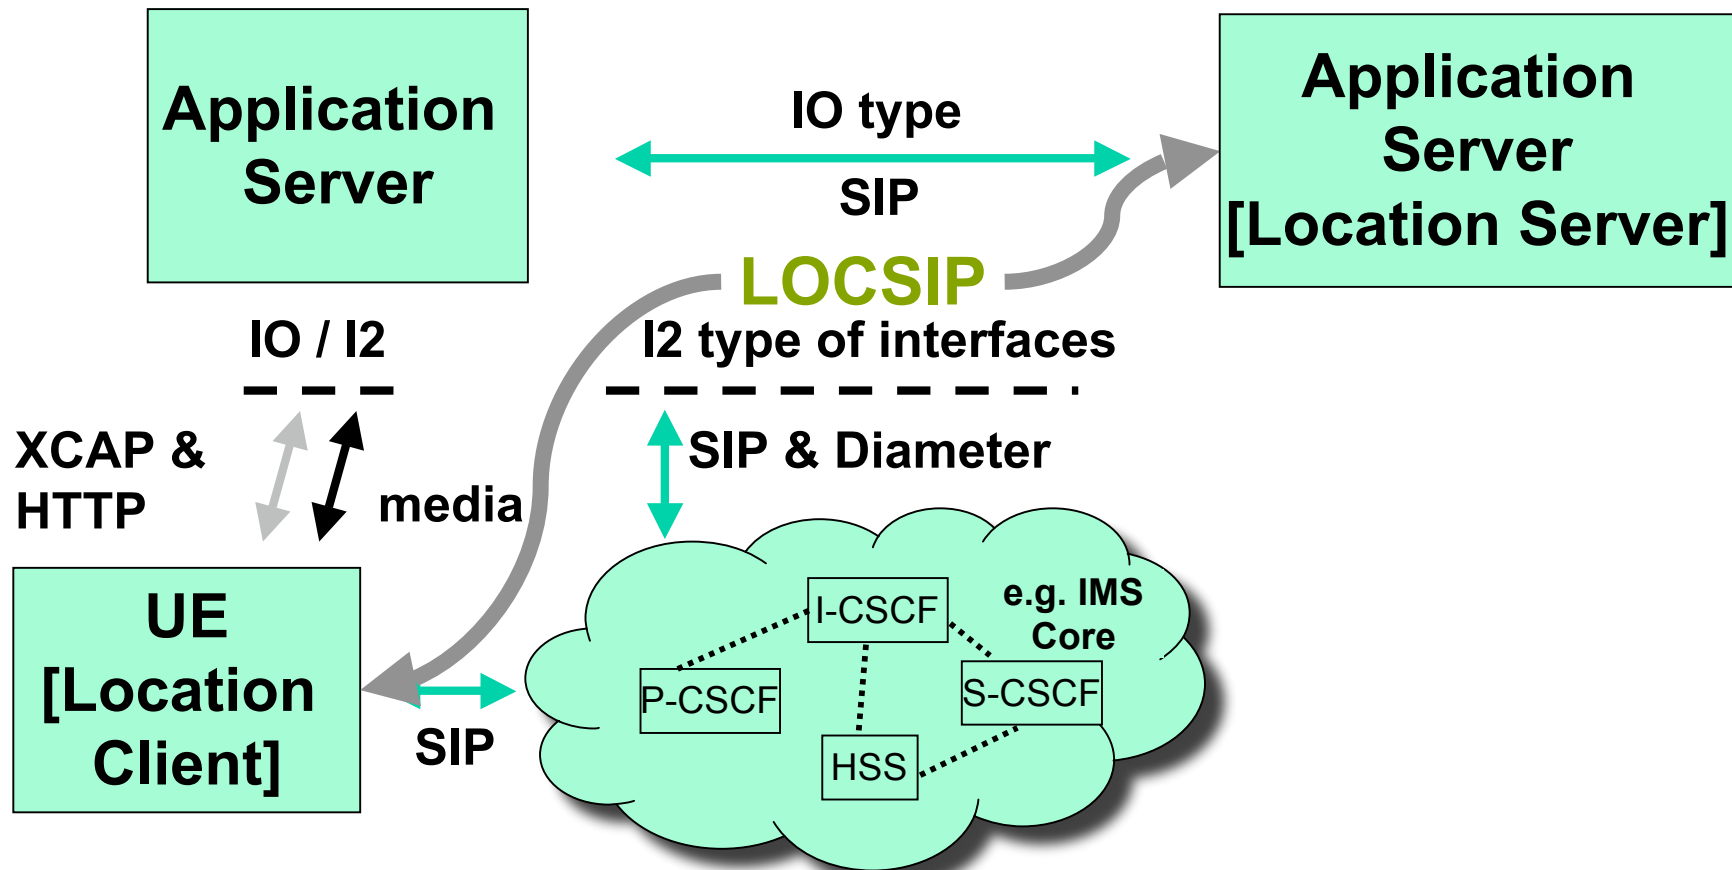 Application
Server
IO type
SIP
Application
Server
[Location Server]
LOCSIP
IO / I2
I2 type of interfaces
XCAP &
HTTP
media
SIP & Diameter
UE
[Location
Client]
SIP
e.g. IMS
Core
I-CSCF
P-CSCF
S-CSCF
HSS